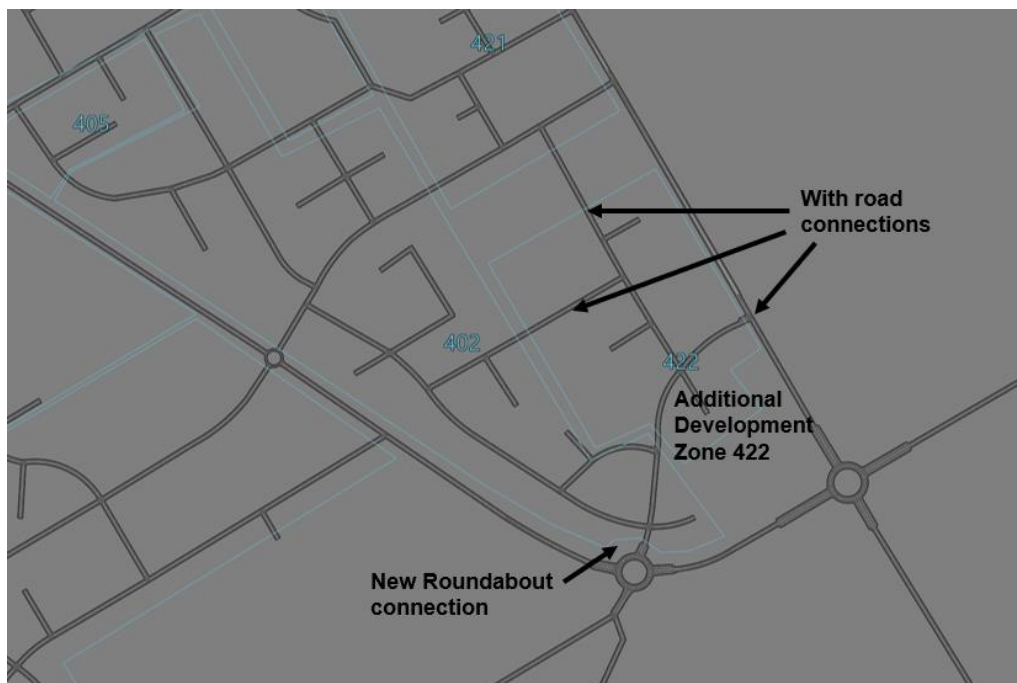 421
405
With road
connections
402
422
Additional
Development
Zone 422
New Roundabout
connection